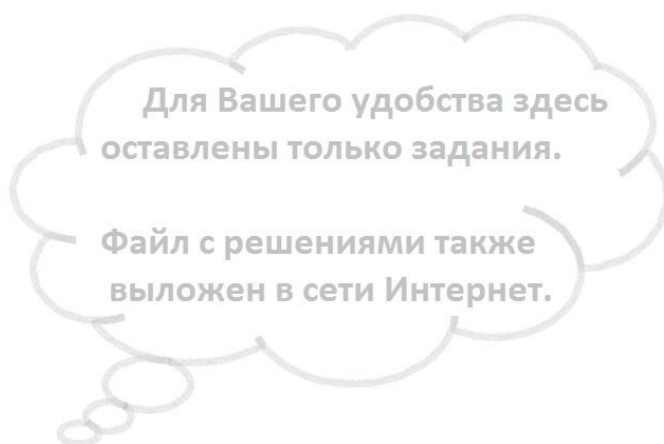 Для Вашего удобства здесь
оставлены только задания.
Файл с решениями также
выложен в сети Интернет.